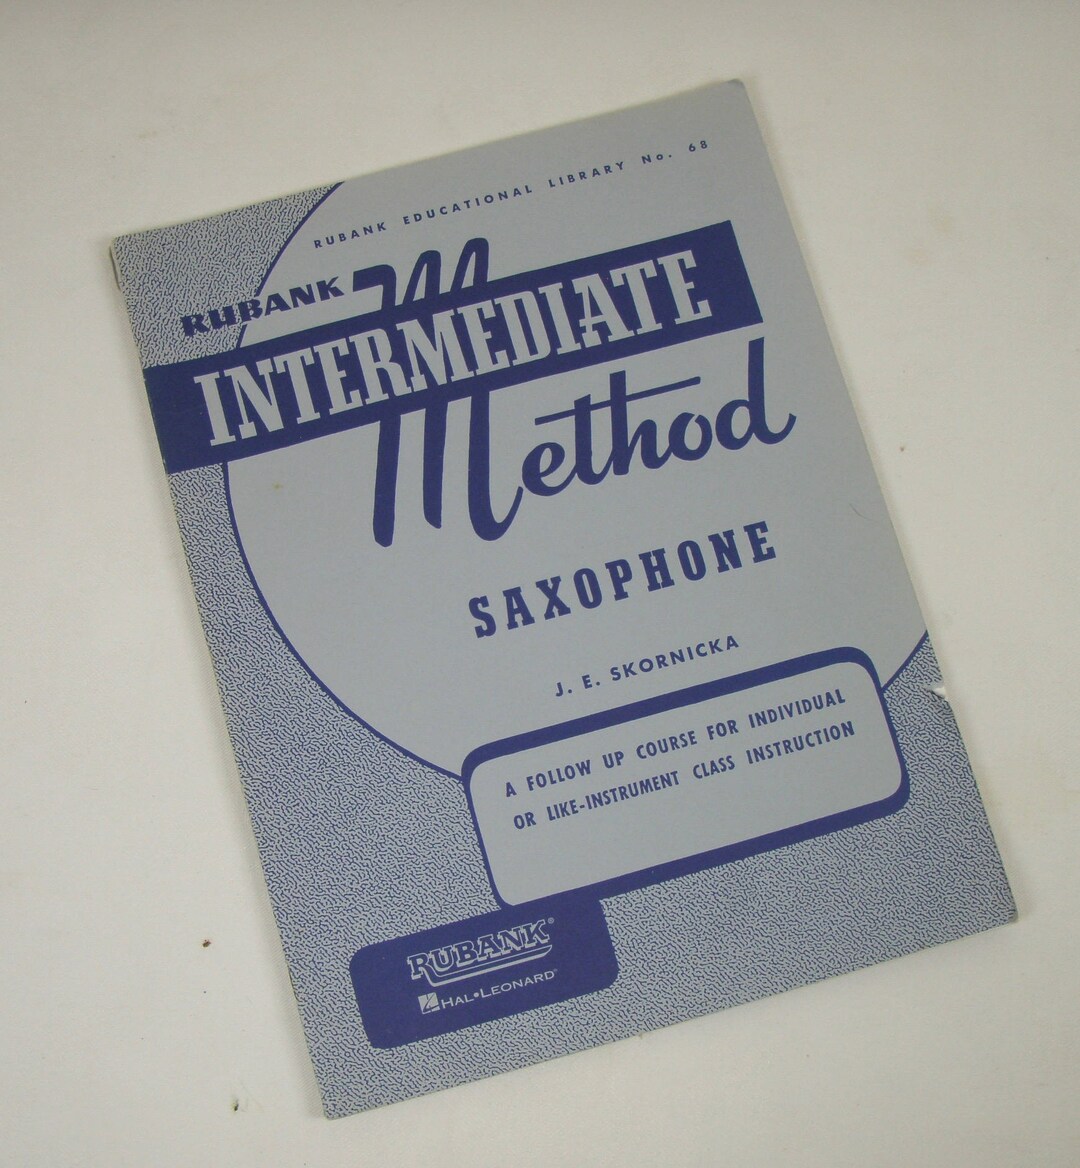 RUBANK EDUCATIONAL LIBRARY No. 68
RUBANK
INTERMEDIATE
Method
SAXOPHONE
J. E. SKORNICKA
A FOLLOW UP COURSE FOR INDIVIDUAL
OR LIKE-INSTRUMENT CLASS INSTRUCTION
RUBANK®
HAL•LEONARD®